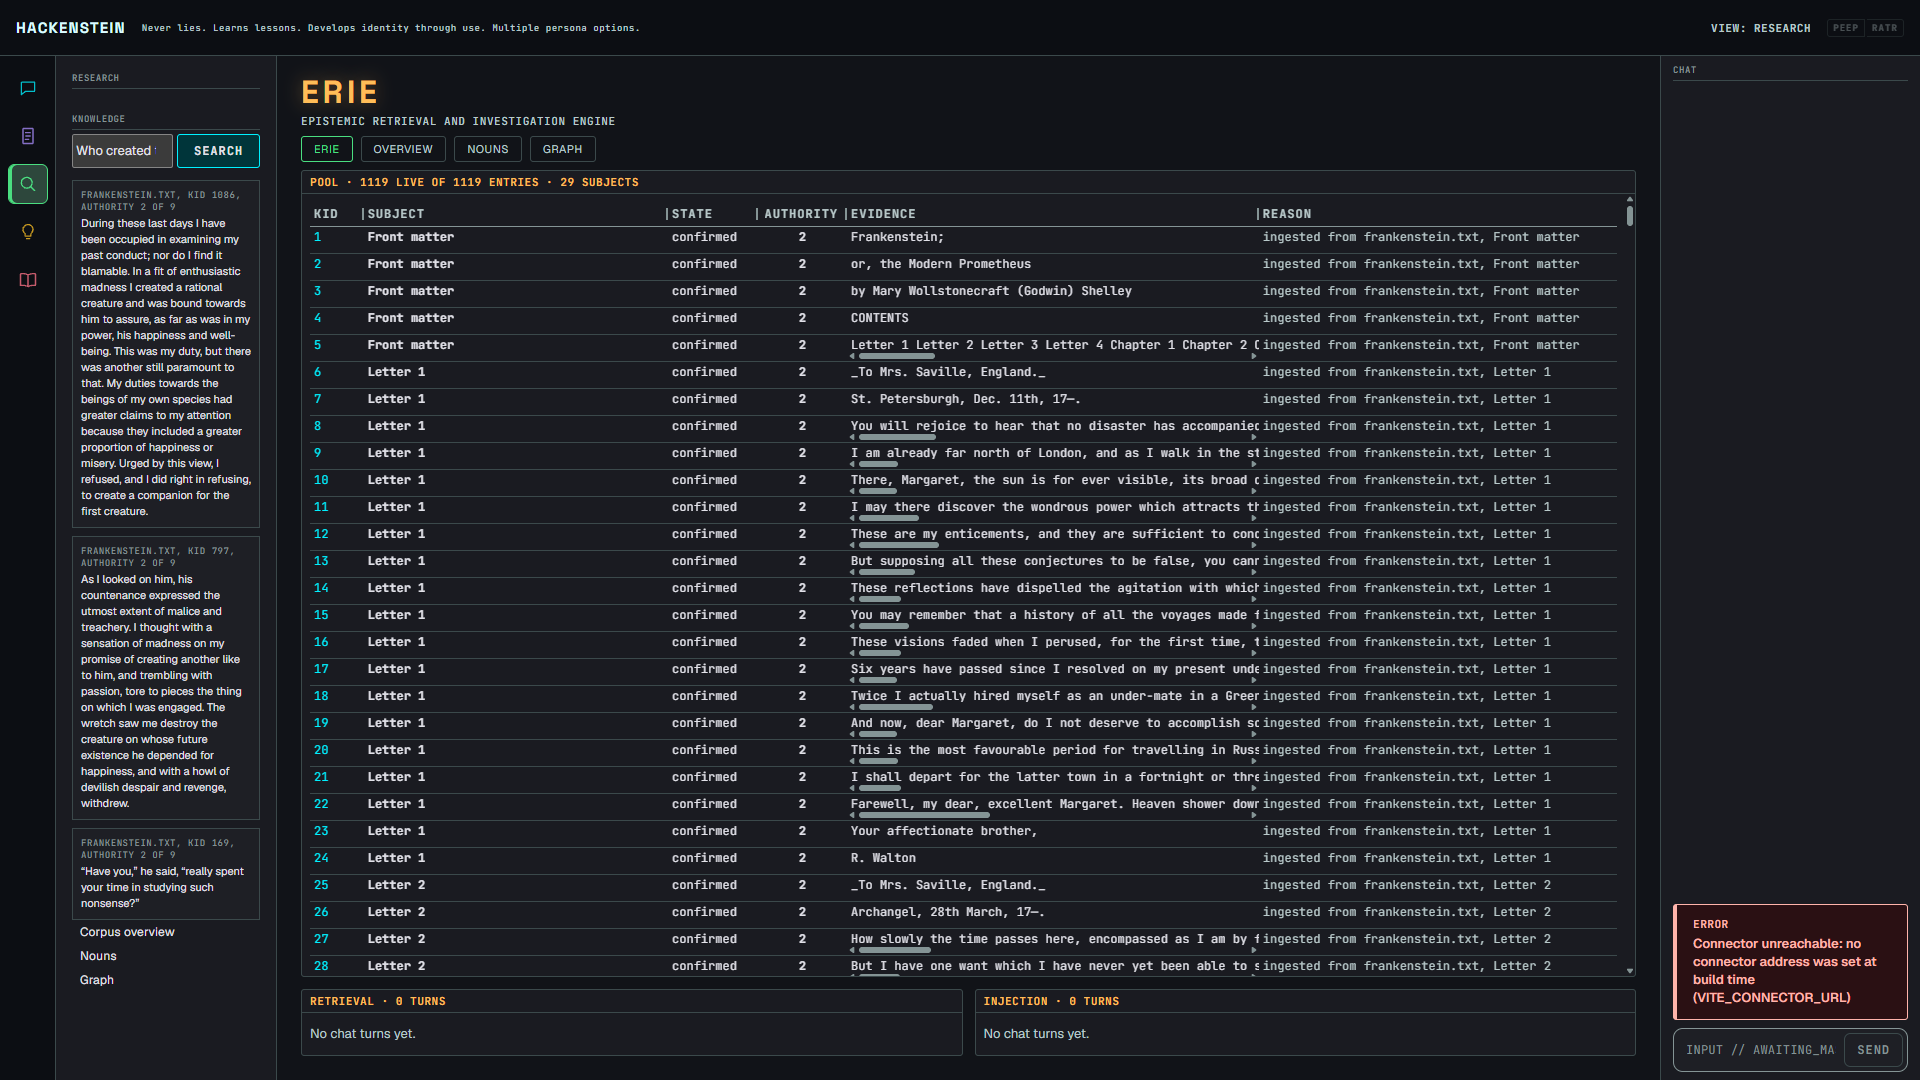 HACKENSTEIN
Never lies. Learns lessons. Develops identity through use. Multiple persona options.
VIEW: RESEARCH
PEEP RATR
RESEARCH
KNOWLEDGE
Who created
SEARCH
FRANKENSTEIN.TXT, KID 1086,
AUTHORITY 2 OF 9
During these last days I have
been occupied in examining my
past conduct; nor do I find it
blamable. In a fit of enthusiastic
madness I created a rational
creature and was bound towards
him to assure, as far as was in my
power, his happiness and well-
being. This was my duty, but there
was another still paramount to
that. My duties towards the
beings of my own species had
greater claims to my attention
because they included a greater
proportion of happiness or
misery. Urged by this view, I
refused, and I did right in refusing,
to create a companion for the
first creature.
FRANKENSTEIN.TXT, KID 797,
AUTHORITY 2 OF 9
As I looked on him, his
countenance expressed the
utmost extent of malice and
treachery. I thought with a
sensation of madness on my
promise of creating another like
to him, and trembling with
passion, tore to pieces the thing
on which I was engaged. The
wretch saw me destroy the
creature on whose future
existence he depended for
happiness, and with a howl of
devilish despair and revenge,
withdrew.
FRANKENSTEIN.TXT, KID 169,
AUTHORITY 2 OF 9
“Have you,” he said, “really spent
your time in studying such
nonsense?”
Corpus overview
Nouns
Graph
ERIE
EPISTEMIC RETRIEVAL AND INVESTIGATION ENGINE
ERIE OVERVIEW NOUNS GRAPH
POOL · 1119 LIVE OF 1119 ENTRIES · 29 SUBJECTS
KID |SUBJECT |STATE |AUTHORITY |EVIDENCE |REASON
1 Front matter confirmed 2 Frankenstein; ingested from frankenstein.txt, Front matter
2 Front matter confirmed 2 or, the Modern Prometheus ingested from frankenstein.txt, Front matter
3 Front matter confirmed 2 by Mary Wollstonecraft (Godwin) Shelley ingested from frankenstein.txt, Front matter
4 Front matter confirmed 2 CONTENTS ingested from frankenstein.txt, Front matter
5 Front matter confirmed 2 Letter 1 Letter 2 Letter 3 Letter 4 Chapter 1 Chapter 2 ingested from frankenstein.txt, Front matter
6 Letter 1 confirmed 2 _To Mrs. Saville, England._ ingested from frankenstein.txt, Letter 1
7 Letter 1 confirmed 2 St. Petersburgh, Dec. 11th, 17—. ingested from frankenstein.txt, Letter 1
8 Letter 1 confirmed 2 You will rejoice to hear that no disaster has accompanied ingested from frankenstein.txt, Letter 1
9 Letter 1 confirmed 2 I am already far north of London, and as I walk in the st ingested from frankenstein.txt, Letter 1
10 Letter 1 confirmed 2 There, Margaret, the sun is for ever visible, its broad ingested from frankenstein.txt, Letter 1
11 Letter 1 confirmed 2 I may there discover the wondrous power which attracts th ingested from frankenstein.txt, Letter 1
12 Letter 1 confirmed 2 These are my enticements, and they are sufficient to conq ingested from frankenstein.txt, Letter 1
13 Letter 1 confirmed 2 But supposing all these conjectures to be false, you cann ingested from frankenstein.txt, Letter 1
14 Letter 1 confirmed 2 These reflections have dispelled the agitation with which ingested from frankenstein.txt, Letter 1
15 Letter 1 confirmed 2 You may remember that a history of all the voyages made f ingested from frankenstein.txt, Letter 1
16 Letter 1 confirmed 2 These visions faded when I perused, for the first time, t ingested from frankenstein.txt, Letter 1
17 Letter 1 confirmed 2 Six years have passed since I resolved on my present unde ingested from frankenstein.txt, Letter 1
18 Letter 1 confirmed 2 Twice I actually hired myself as an under-mate in a Green ingested from frankenstein.txt, Letter 1
19 Letter 1 confirmed 2 And now, dear Margaret, do I not deserve to accomplish so ingested from frankenstein.txt, Letter 1
20 Letter 1 confirmed 2 This is the most favourable period for travelling in Russ ingested from frankenstein.txt, Letter 1
21 Letter 1 confirmed 2 I shall depart for the latter town in a fortnight or thre ingested from frankenstein.txt, Letter 1
22 Letter 1 confirmed 2 Farewell, my dear, excellent Margaret. Heaven shower down ingested from frankenstein.txt, Letter 1
23 Letter 1 confirmed 2 Your affectionate brother, ingested from frankenstein.txt, Letter 1
24 Letter 1 confirmed 2 R. Walton ingested from frankenstein.txt, Letter 1
25 Letter 2 confirmed 2 _To Mrs. Saville, England._ ingested from frankenstein.txt, Letter 2
26 Letter 2 confirmed 2 Archangel, 28th March, 17—. ingested from frankenstein.txt, Letter 2
27 Letter 2 confirmed 2 How slowly the time passes here, encompassed as I am by f ingested from frankenstein.txt, Letter 2
28 Letter 2 confirmed 2 But I have one want which I have never yet been able to s ingested from frankenstein.txt, Letter 2
RETRIEVAL · 0 TURNS
No chat turns yet.
INJECTION · 0 TURNS
No chat turns yet.
CHAT
ERROR
Connector unreachable: no
connector address was set at
build time
(VITE_CONNECTOR_URL)
INPUT // AWAITING_MA
SEND